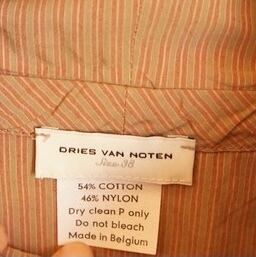 DRIES VAN NOTEN
Size 38
54% COTTON
46% NYLON
Dry clean P only
Do not bleach
Made in Belgium